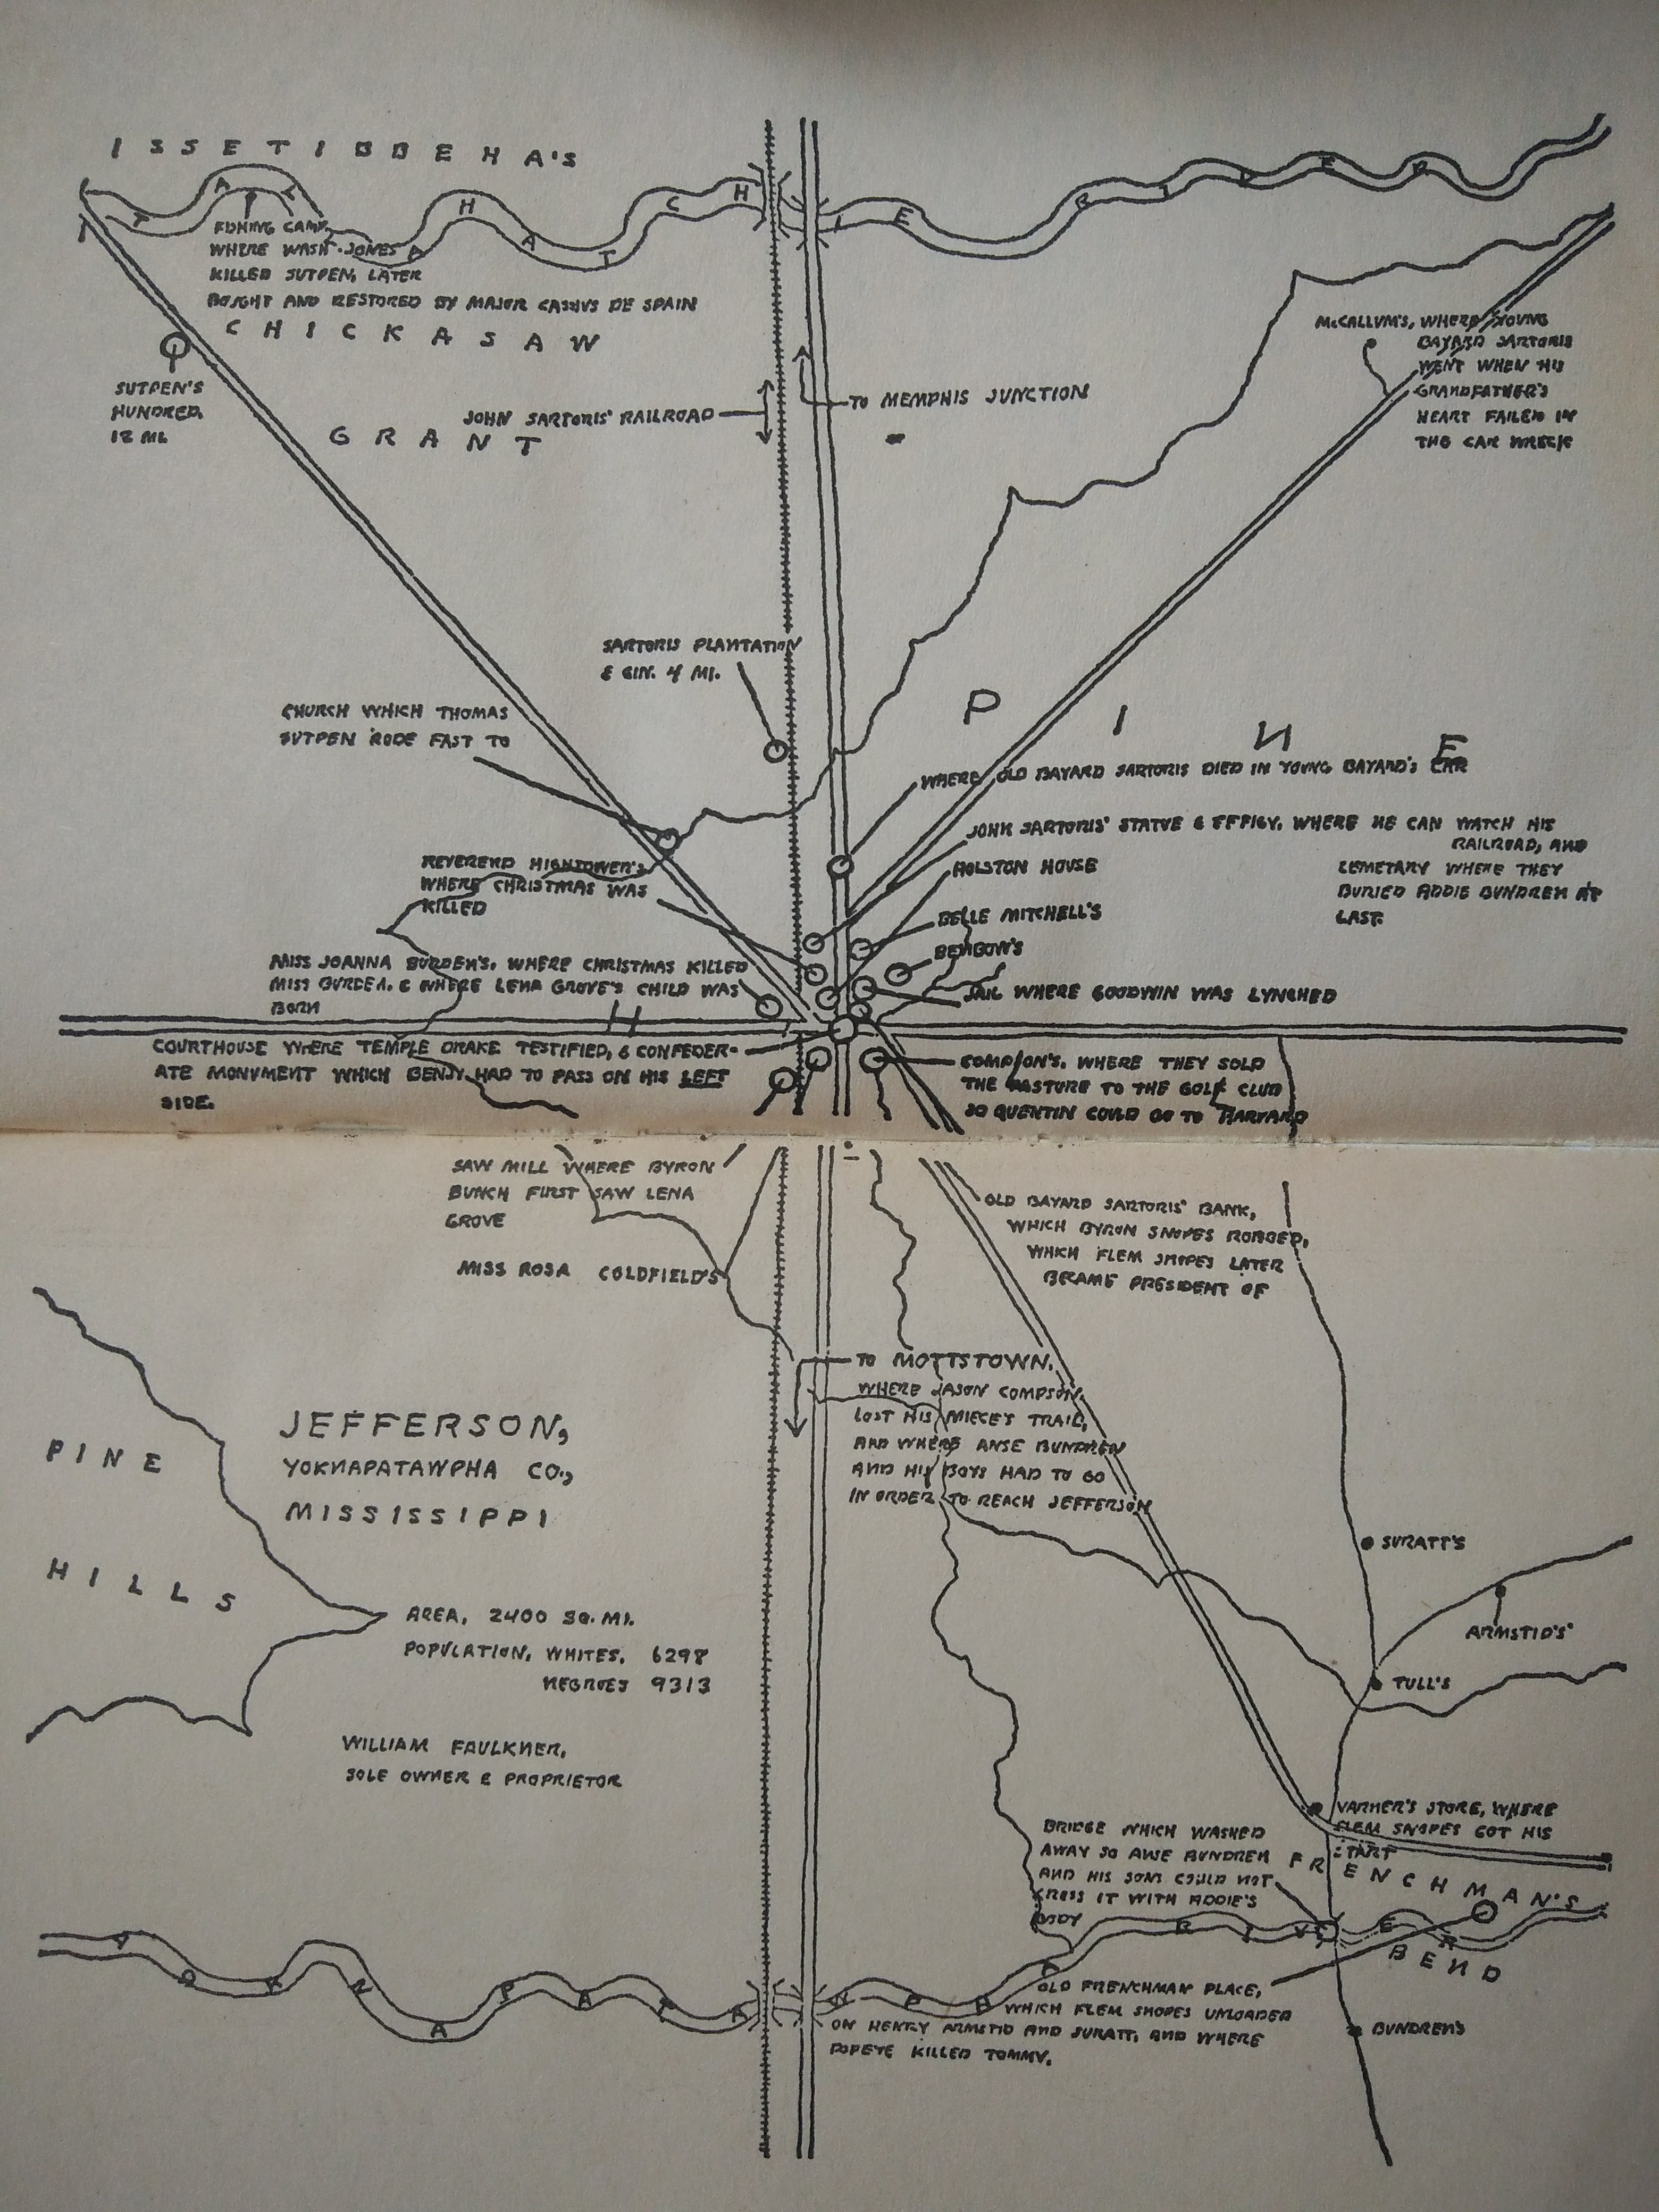 ISSETIBBEHA'S
TALLAHATCHIE RIVER
FISHING CAMP
WHERE WASH JONES
KILLED SUTPEN, LATER
BOUGHT AND RESTORED BY MAJOR CASSIUS DE SPAIN
CHICKASAW
GRANT
SUTPEN'S
HUNDRED,
12 MI.
JOHN SARTORIS' RAILROAD
TO MEMPHIS JUNCTION
McCALLUM'S, WHERE YOUNG
BAYARD SARTORIS
WENT WHEN HIS
GRANDFATHER'S
HEART FAILED IN
THE CAR WRECK
SARTORIS PLANTATION
& GIN. 4 MI.
CHURCH WHICH THOMAS
SUTPEN RODE FAST TO
PINE
WHERE OLD BAYARD SARTORIS DIED IN YOUNG BAYARD'S CAR
JOHN SARTORIS' STATUE & EFFIGY, WHERE HE CAN WATCH HIS
RAILROAD, AND
CEMETARY WHERE THEY
BURIED ADDIE BUNDREN AT
LAST.
HOLSTON HOUSE
REVEREND HIGHTOWER'S
WHERE CHRISTMAS WAS
KILLED
BELLE MITCHELL'S
BENBOW'S
MISS JOANNA BURDEN'S, WHERE CHRISTMAS KILLED
MISS BURDEN, & WHERE LENA GROVE'S CHILD WAS
BORN
JAIL WHERE GOODWIN WAS LYNCHED
H
COURTHOUSE WHERE TEMPLE DRAKE TESTIFIED, & CONFEDER-
ATE MONUMENT WHICH BENJY HAD TO PASS ON HIS LEFT
SIDE.
COMPSON'S, WHERE THEY SOLD
THE PASTURE TO THE GOLF CLUB
SO QUENTIN COULD GO TO HARVARD
SAW MILL WHERE BYRON
BUNCH FIRST SAW LENA
GROVE
MISS ROSA COLDFIELD'S
OLD BAYARD SARTORIS' BANK,
WHICH BYRON SNOPES ROBBED,
WHICH FLEM SNOPES LATER
BECAME PRESIDENT OF
TO MOTTSTOWN,
WHERE JASON COMPSON
LOST HIS NIECE'S TRAIL,
AND WHERE ANSE BUNDREN
AND HIS BOYS HAD TO GO
IN ORDER TO REACH JEFFERSON
JEFFERSON,
YOKNAPATAWPHA CO.,
MISSISSIPPI
PINE
HILLS
AREA, 2400 SQ. MI.
POPULATION, WHITES, 6298
NEGROES 9313
WILLIAM FAULKNER,
SOLE OWNER & PROPRIETOR
SURATT'S
ARMSTID'S
TULL'S
VARNER'S STORE, WHERE
FLEM SNOPES GOT HIS
START
BRIDGE WHICH WASHED
AWAY SO ANSE BUNDREN
AND HIS SONS COULD NOT
CROSS IT WITH ADDIE'S
BODY
FRENCHMAN'S
BEND
YOKNAPATAWPHA RIVER
OLD FRENCHMAN PLACE,
WHICH FLEM SNOPES UNLOADED
ON HENRY ARMSTID AND SURATT, AND WHERE
POPEYE KILLED TOMMY.
BUNDREN'S